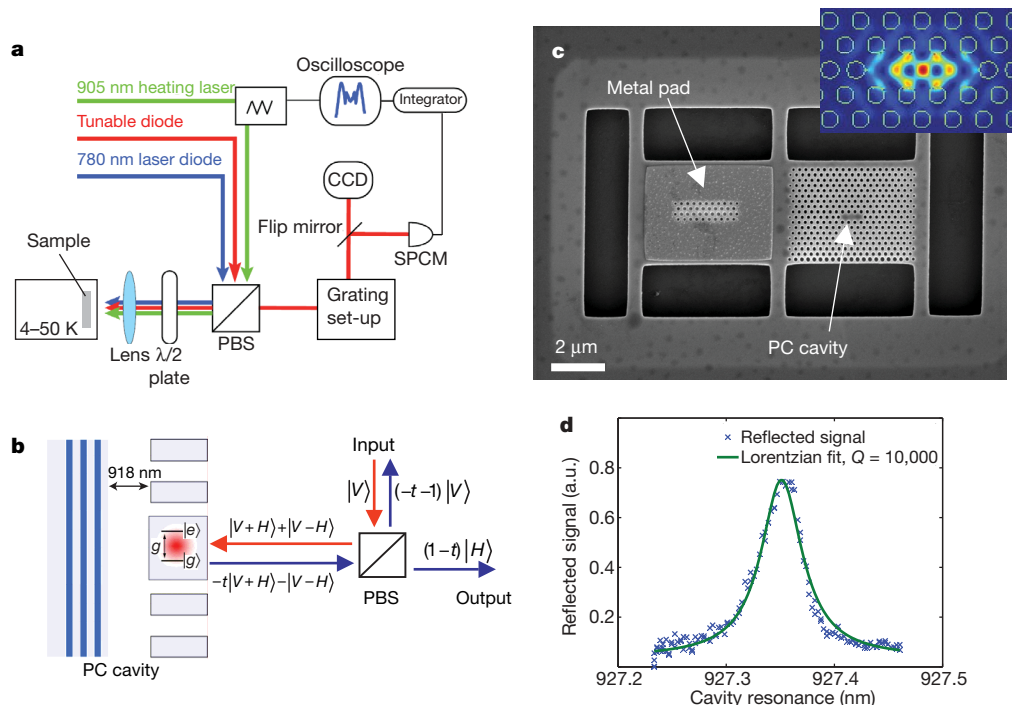 a
905 nm heating laser
Tunable diode
780 nm laser diode
Oscilloscope
Integrator
CCD
Flip mirror
SPCM
Sample
4–50 K
Lens λ/2
plate
PBS
Grating
set-up
b
918 nm
|e⟩
g
|g⟩
PC cavity
|V + H⟩+|V – H⟩
–t|V + H⟩–|V – H⟩
Input
|V⟩
(–t –1)|V⟩
(1–t)|H⟩
PBS
Output
c
Metal pad
PC cavity
2 μm
d
Reflected signal
Lorentzian fit, Q = 10,000
Reflected signal (a.u.)
0.8
0.6
0.4
0.2
927.2
927.3
927.4
927.5
Cavity resonance (nm)